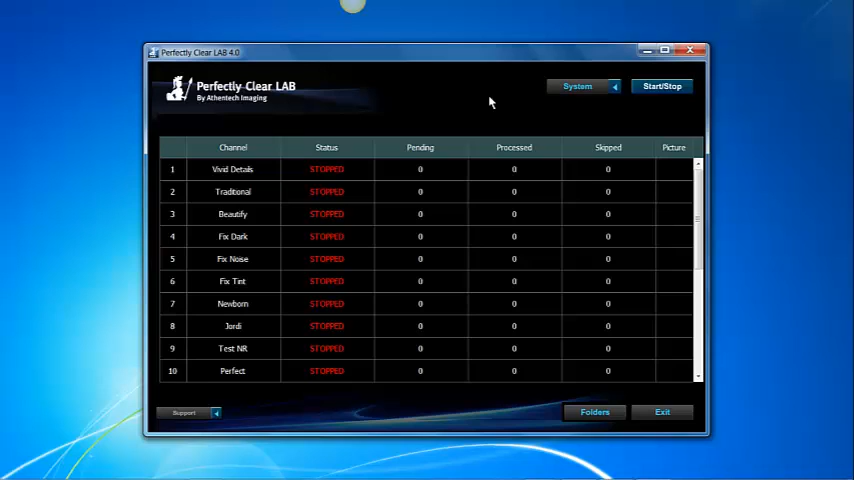 Perfectly Clear LAB 4.0
Perfectly Clear LAB
By Athentech Imaging
System
Start/Stop
Channel Status Pending Processed Skipped Picture
1 Vivid Details STOPPED 0 0 0
2 Traditional STOPPED 0 0 0
3 Beautify STOPPED 0 0 0
4 Fix Dark STOPPED 0 0 0
5 Fix Noise STOPPED 0 0 0
6 Fix Tint STOPPED 0 0 0
7 Newborn STOPPED 0 0 0
8 Jordi STOPPED 0 0 0
9 Test NR STOPPED 0 0 0
10 Perfect STOPPED 0 0 0
Support
Folders
Exit